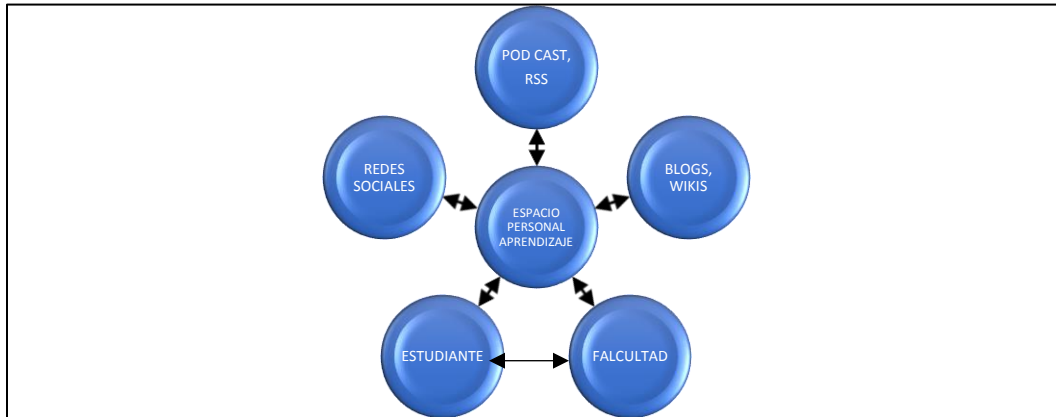 POD CAST,
RSS
REDES
SOCIALES
BLOGS,
WIKIS
ESPACIO
PERSONAL
APRENDIZAJE
ESTUDIANTE
FALCULTAD